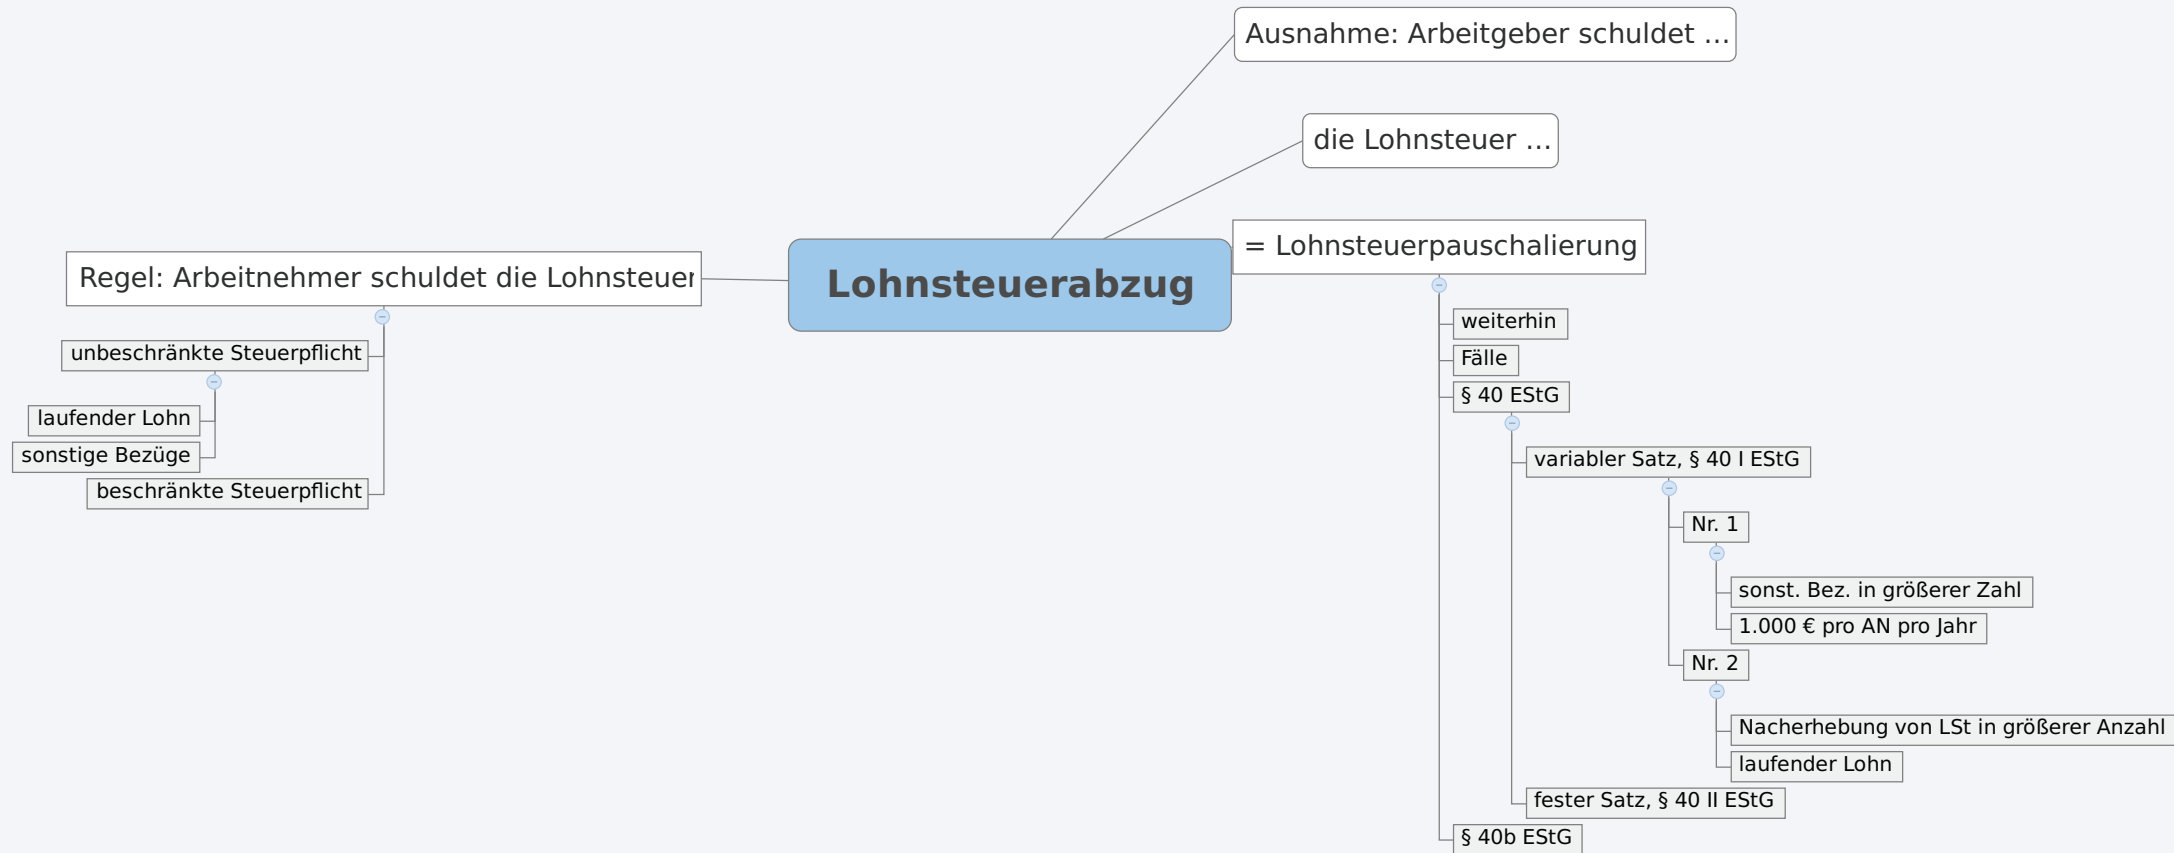 Ausnahme: Arbeitgeber schuldet ...
die Lohnsteuer ...
= Lohnsteuerpauschalierung
Lohnsteuerabzug
Regel: Arbeitnehmer schuldet die Lohnsteuer
unbeschränkte Steuerpflicht
laufender Lohn
sonstige Bezüge
beschränkte Steuerpflicht
weiterhin
Fälle
§ 40 EStG
variabler Satz, § 40 I EStG
Nr. 1
sonst. Bez. in größerer Zahl
1.000 € pro AN pro Jahr
Nr. 2
Nacherhebung von LSt in größerer Anzahl
laufender Lohn
fester Satz, § 40 II EStG
§ 40b EStG